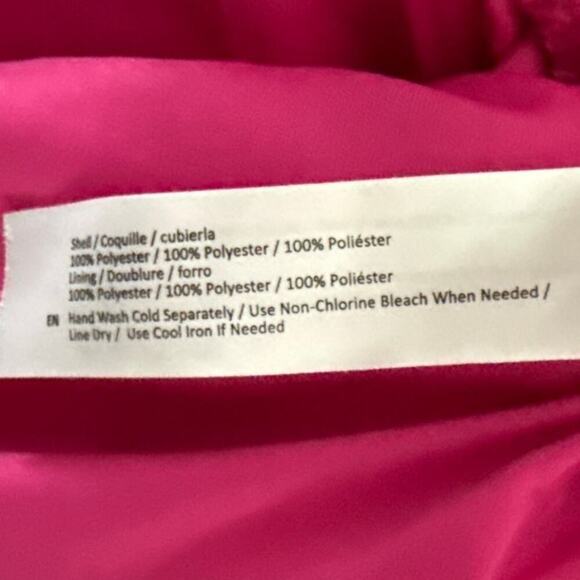 Shell / Coquille / cubierla
100% Polyester / 100% Polyester / 100% Poliéster
Lining / Doublure / forro
100% Polyester / 100% Polyester / 100% Poliéster
EN Hand Wash Cold Separately / Use Non-Chlorine Bleach When Needed /
Line Dry / Use Cool Iron If Needed